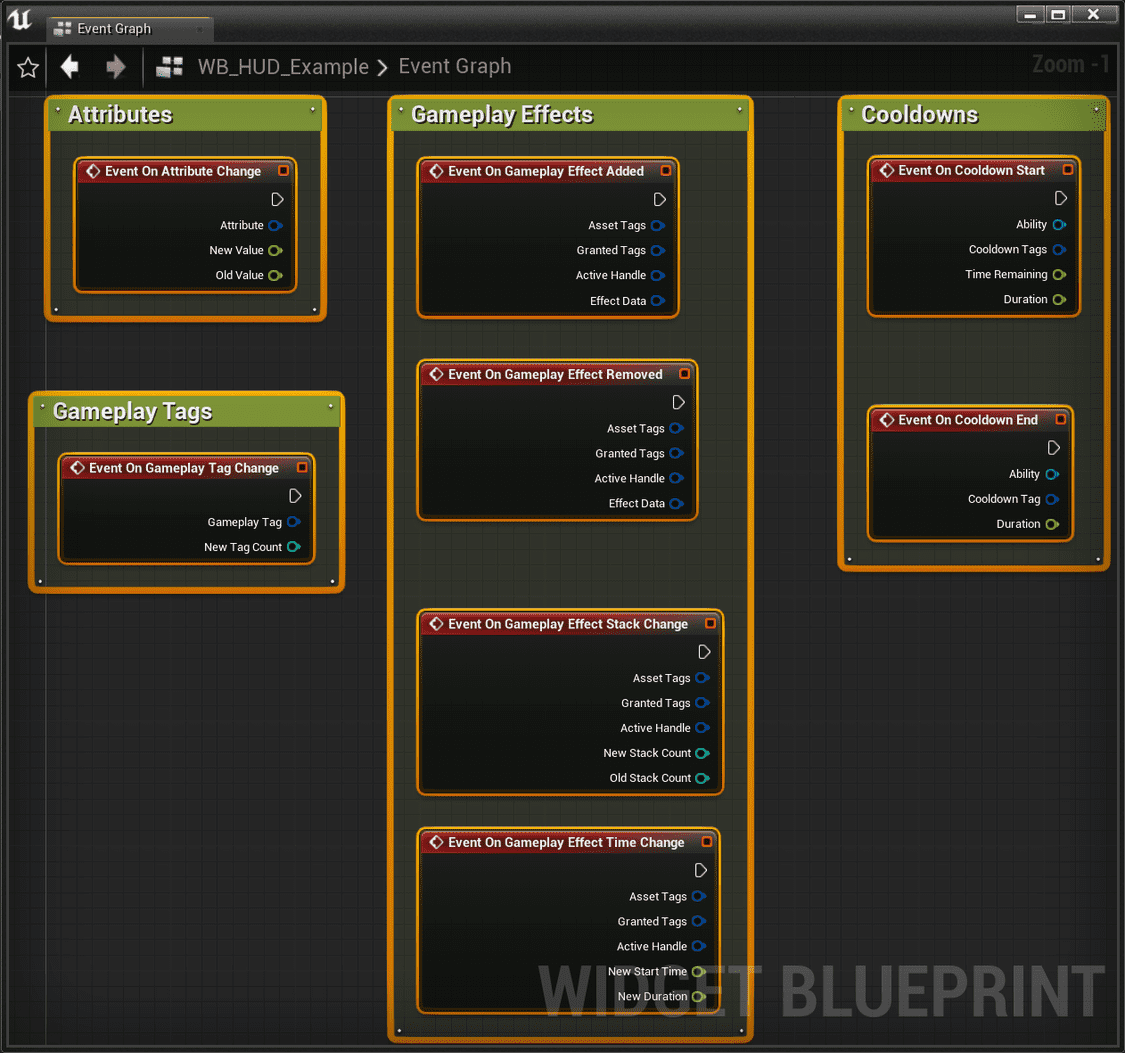 Event Graph
WB_HUD_Example > Event Graph
Zoom -1
Attributes
Event On Attribute Change
Attribute
New Value
Old Value
Gameplay Tags
Event On Gameplay Tag Change
Gameplay Tag
New Tag Count
Gameplay Effects
Event On Gameplay Effect Added
Asset Tags
Granted Tags
Active Handle
Effect Data
Event On Gameplay Effect Removed
Asset Tags
Granted Tags
Active Handle
Effect Data
Event On Gameplay Effect Stack Change
Asset Tags
Granted Tags
Active Handle
New Stack Count
Old Stack Count
Event On Gameplay Effect Time Change
Asset Tags
Granted Tags
Active Handle
New Start Time
New Duration
Cooldowns
Event On Cooldown Start
Ability
Cooldown Tags
Time Remaining
Duration
Event On Cooldown End
Ability
Cooldown Tag
Duration
WIDGET BLUEPRINT